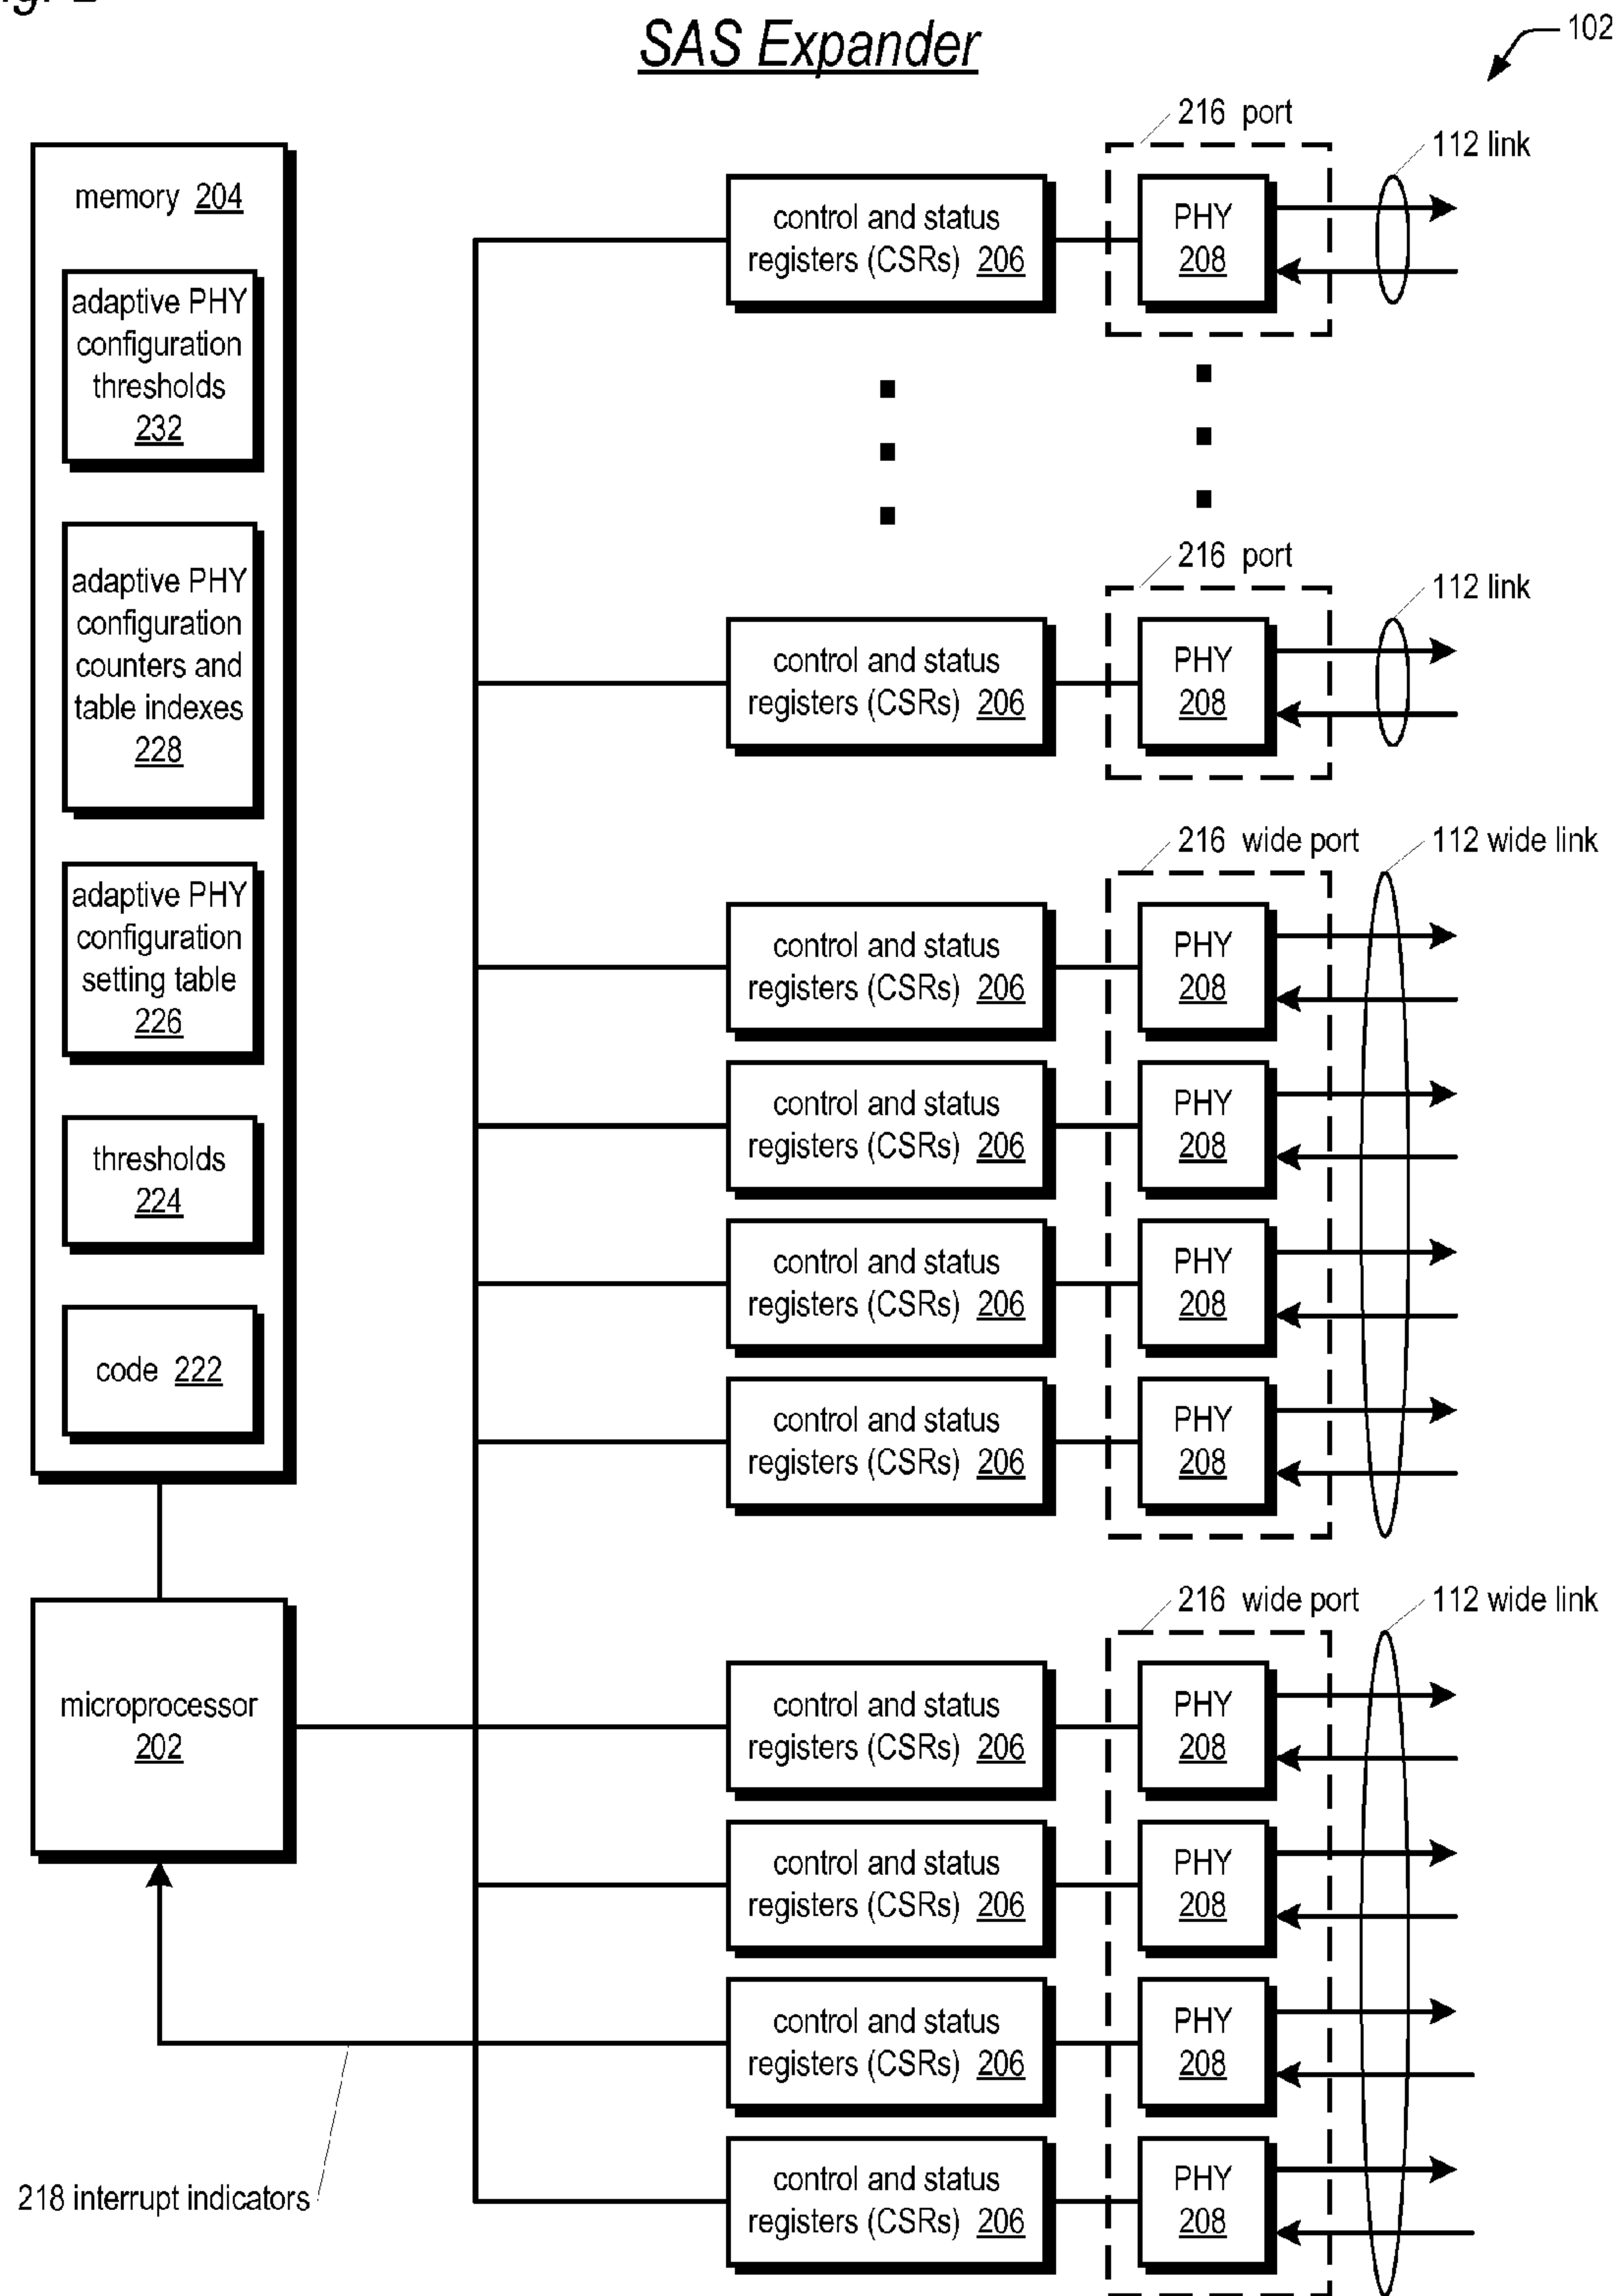 SAS Expander
102
216 port
112 link
memory 204
control and status
registers (CSRs) 206
PHY
208
adaptive PHY
configuration
thresholds
232
216 port
112 link
adaptive PHY
configuration
counters and
table indexes
228
control and status
registers (CSRs) 206
PHY
208
216 wide port
112 wide link
adaptive PHY
configuration
setting table
226
control and status
registers (CSRs) 206
PHY
208
control and status
registers (CSRs) 206
PHY
208
thresholds
224
control and status
registers (CSRs) 206
PHY
208
code 222
control and status
registers (CSRs) 206
PHY
208
216 wide port
112 wide link
microprocessor
202
control and status
registers (CSRs) 206
PHY
208
control and status
registers (CSRs) 206
PHY
208
control and status
registers (CSRs) 206
PHY
208
218 interrupt indicators
control and status
registers (CSRs) 206
PHY
208